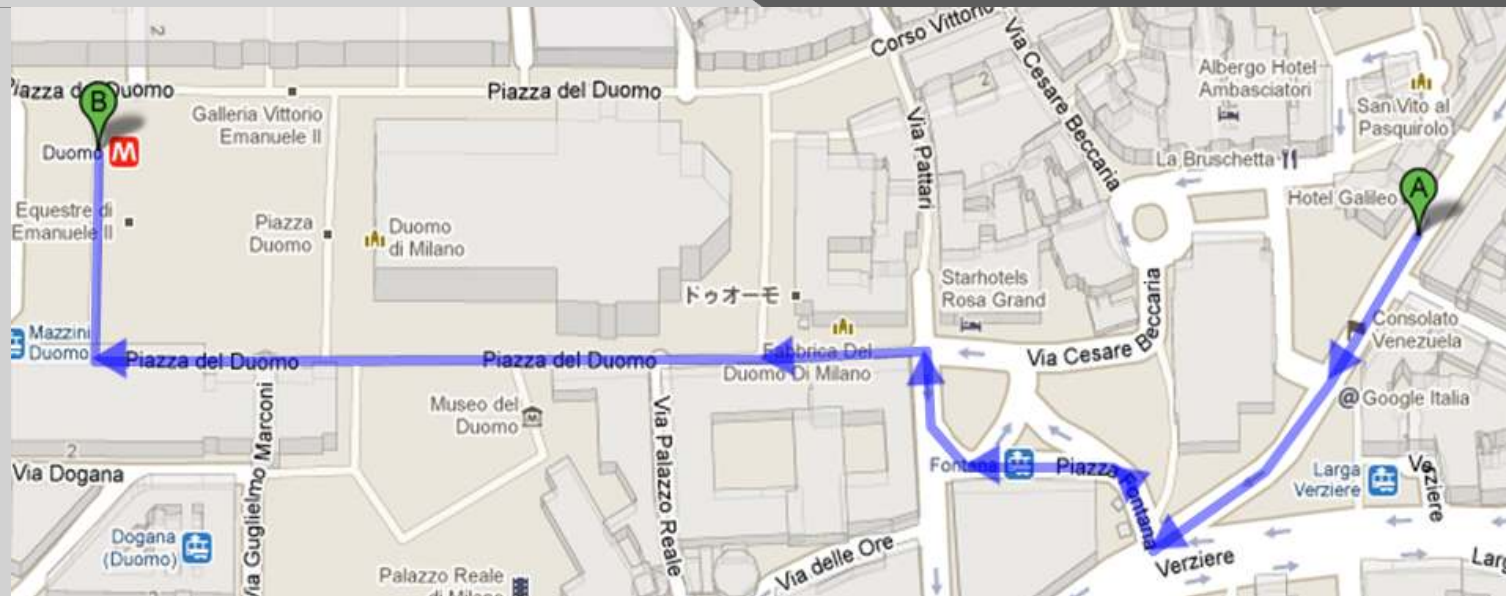 2
Corso Vittorio
Via Cesare Beccaria
Albergo Hotel
Ambasciatori
San Vito al
Pasquirolo
Piazza del Duomo
B
Galleria Vittorio
Emanuele II
Piazza del Duomo
2
Via Pattari
La Bruschetta
Duomo
M
Hotel Galileo
A
Equestre di
Emanuele II
Piazza
Duomo
Duomo
di Milano
Starhotels
Rosa Grand
ドゥオーモ
Via Cesare Beccaria
Consolato
Venezuela
Mazzini
Duomo
Piazza del Duomo
Piazza del Duomo
Fabbrica Del
Duomo Di Milano
@ Google Italia
Museo del
Duomo
Via Guglielmo Marconi
Via Palazzo Reale
2
Via Dogana
Fontana
Piazza Fontana
Larga
Verziere
Verziere
Dogana
(Duomo)
Palazzo Reale
di Milano
Via delle Ore
Verziere
Larg